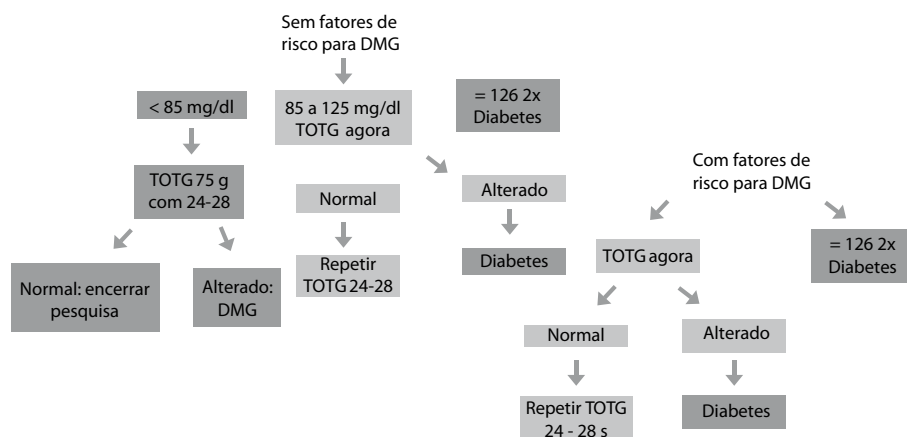 Sem fatores de
risco para DMG
< 85 mg/dl
85 a 125 mg/dl
TOTG agora
= 126 2x
Diabetes
TOTG 75 g
com 24-28
Normal
Alterado
Normal: encerrar
pesquisa
Alterado:
DMG
Repetir
TOTG 24-28
Diabetes
Com fatores de
risco para DMG
TOTG agora
= 126 2x
Diabetes
Normal
Alterado
Repetir TOTG
24 - 28 s
Diabetes